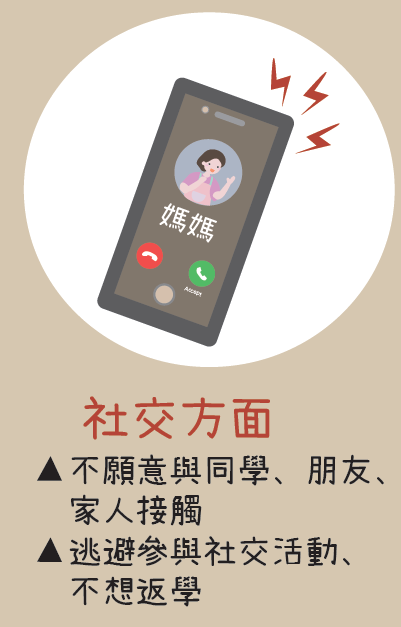 媽媽
Accept
社交方面
▲不願意與同學、朋友、
家人接觸
▲逃避參與社交活動、
不想返學